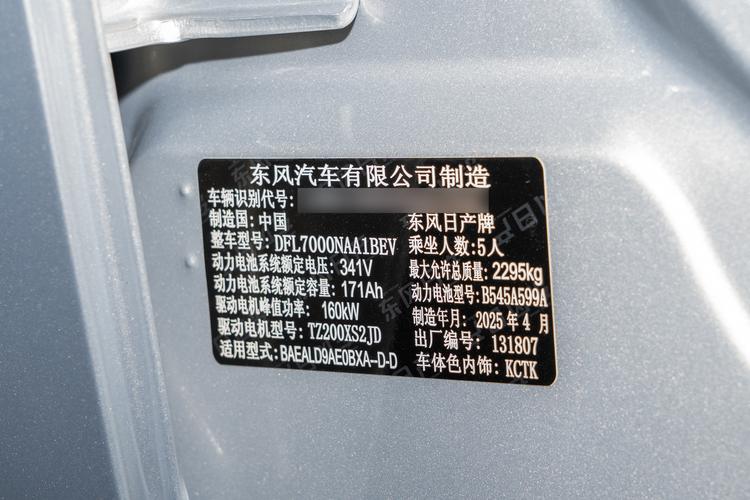 东风汽车有限公司制造
车辆识别代号:
制造国: 中国 东风日产牌
整车型号: DFL7000NAA1BEV 乘坐人数: 5人
动力电池系统额定电压: 341V 最大允许总质量: 2295kg
动力电池系统额定容量: 171Ah 动力电池型号: B545A599A
驱动电机峰值功率: 160kW 制造年月: 2025年4月
驱动电机型号: TZ200XS2JD 出厂编号: 131807
适用型式: BAEALD9AE0BXA-D-D 车体色内饰: KCTK